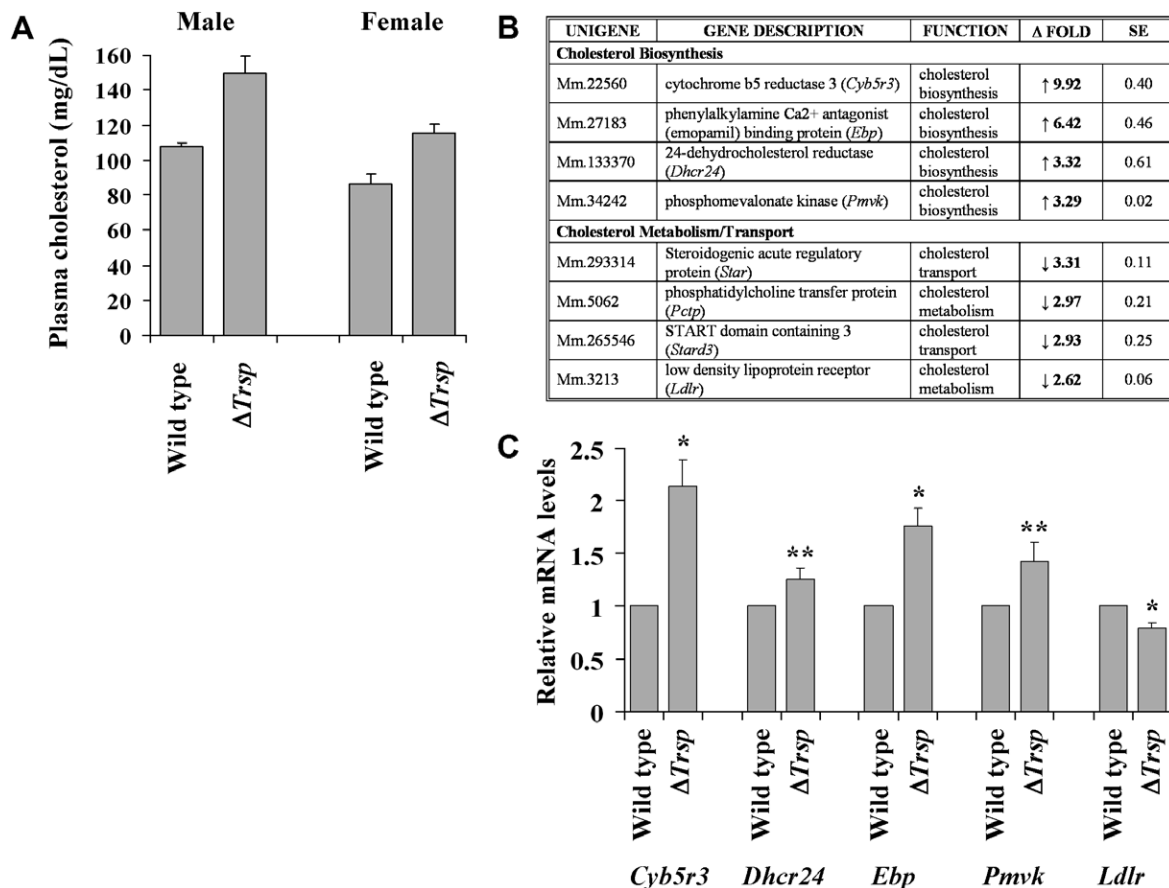 A
Male Female
Plasma cholesterol (mg/dL)
160
140
120
100
80
60
40
20
0
Wild type
ΔTrsp
Wild type
ΔTrsp
B
UNIGENE GENE DESCRIPTION FUNCTION Δ FOLD SE
Cholesterol Biosynthesis
Mm.22560 cytochrome b5 reductase 3 (Cyb5r3) cholesterol biosynthesis ↑ 9.92 0.40
Mm.27183 phenylalkylamine Ca2+ antagonist (emopamil) binding protein (Ebp) cholesterol biosynthesis ↑ 6.42 0.46
Mm.133370 24-dehydrocholesterol reductase (Dhcr24) cholesterol biosynthesis ↑ 3.32 0.61
Mm.34242 phosphomevalonate kinase (Pmvk) cholesterol biosynthesis ↑ 3.29 0.02
Cholesterol Metabolism/Transport
Mm.293314 Steroidogenic acute regulatory protein (Star) cholesterol transport ↓ 3.31 0.11
Mm.5062 phosphatidylcholine transfer protein (Pctp) cholesterol metabolism ↓ 2.97 0.21
Mm.265546 START domain containing 3 (Stard3) cholesterol transport ↓ 2.93 0.25
Mm.3213 low density lipoprotein receptor (Ldlr) cholesterol metabolism ↓ 2.62 0.06
C
Relative mRNA levels
2.5
2
1.5
1
0.5
0
* ** * ** *
Wild type
ΔTrsp
Wild type
ΔTrsp
Wild type
ΔTrsp
Wild type
ΔTrsp
Wild type
ΔTrsp
Cyb5r3 Dhcr24 Ebp Pmvk Ldlr